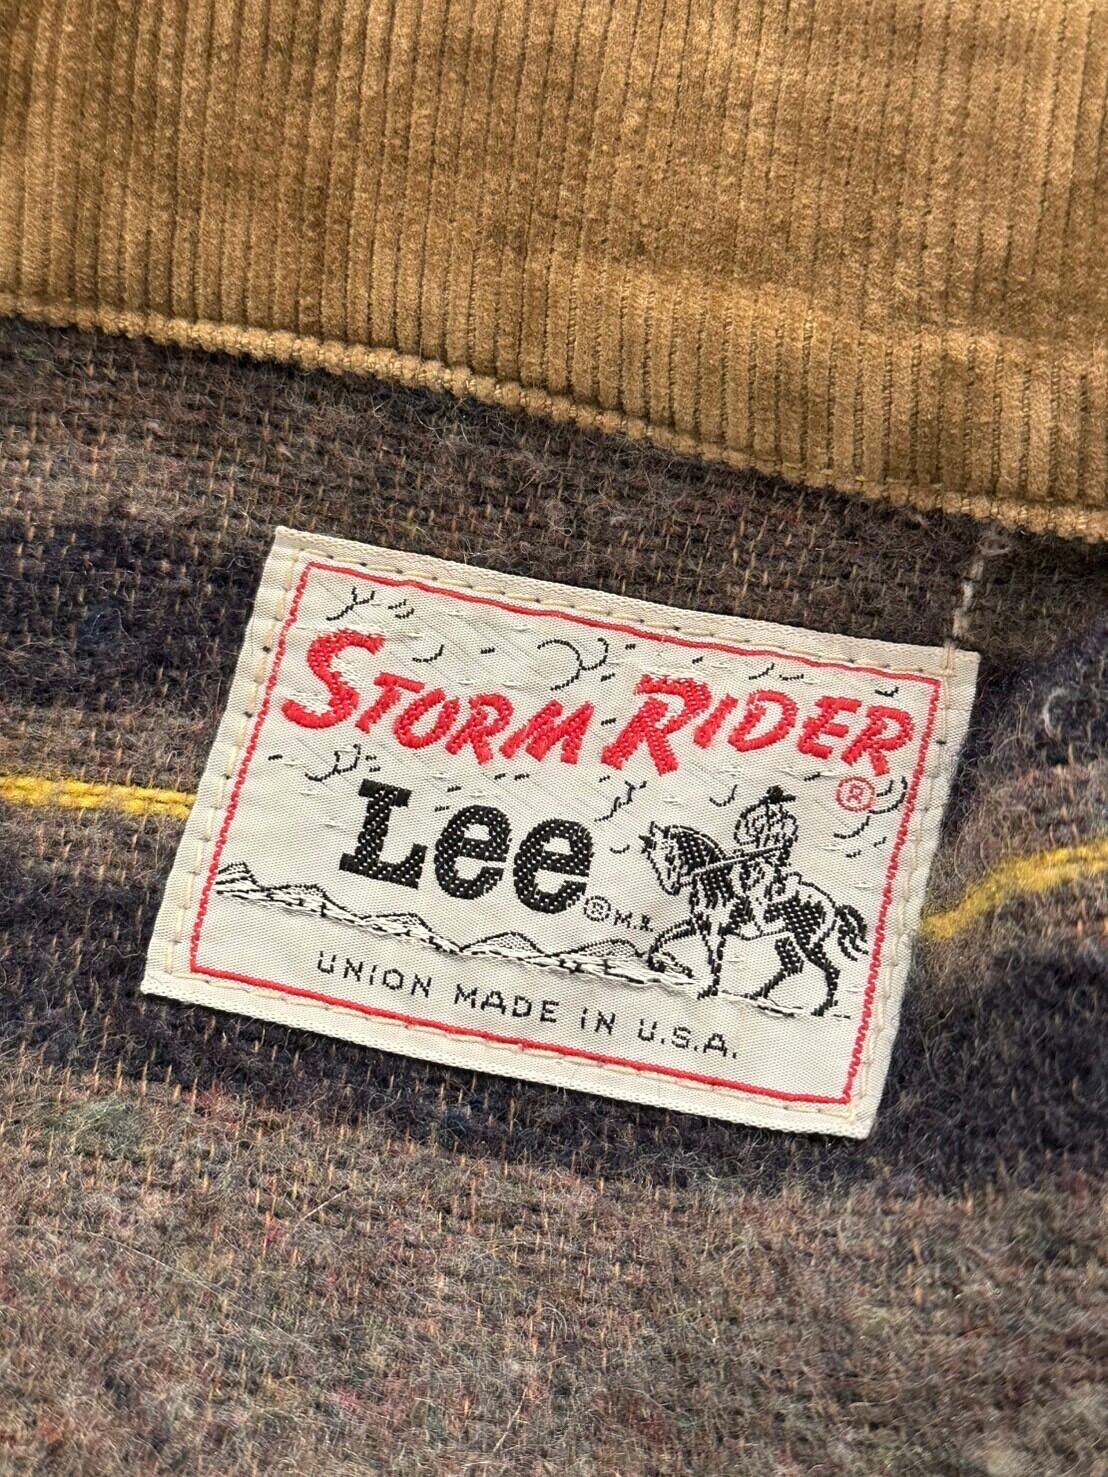 STORM RIDER
®
Lee ® M.R.
UNION MADE IN U.S.A.